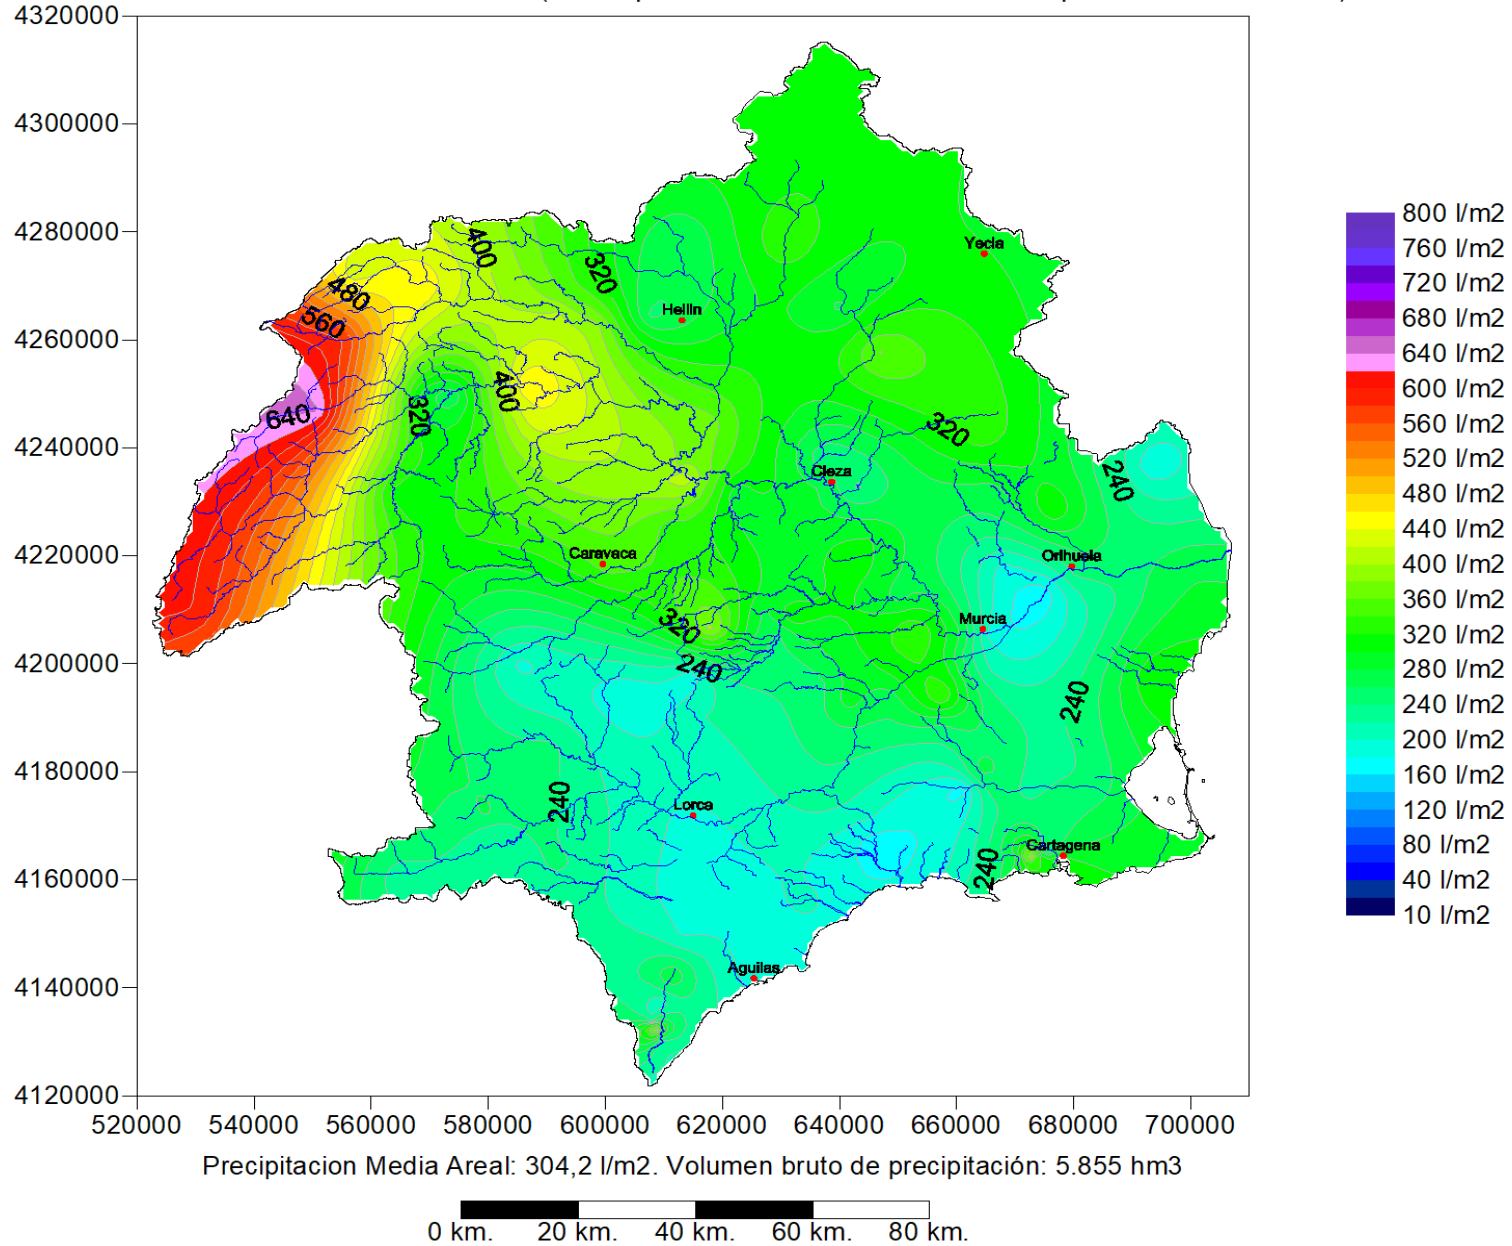 4320000
4300000
4280000
4260000
4240000
4220000
4200000
4180000
4160000
4140000
4120000
520000 540000 560000 580000 600000 620000 640000 660000 680000 700000
400
320
480
560
640
320
400
320
240
320
240
240
240
240
Yecla
Hellin
Cieza
Caravaca
Orihuela
Murcia
Lorca
Cartagena
Aguilas
800 l/m2
760 l/m2
720 l/m2
680 l/m2
640 l/m2
600 l/m2
560 l/m2
520 l/m2
480 l/m2
440 l/m2
400 l/m2
360 l/m2
320 l/m2
280 l/m2
240 l/m2
200 l/m2
160 l/m2
120 l/m2
80 l/m2
40 l/m2
10 l/m2
Precipitacion Media Areal: 304,2 l/m2. Volumen bruto de precipitación: 5.855 hm3
0 km. 20 km. 40 km. 60 km. 80 km.